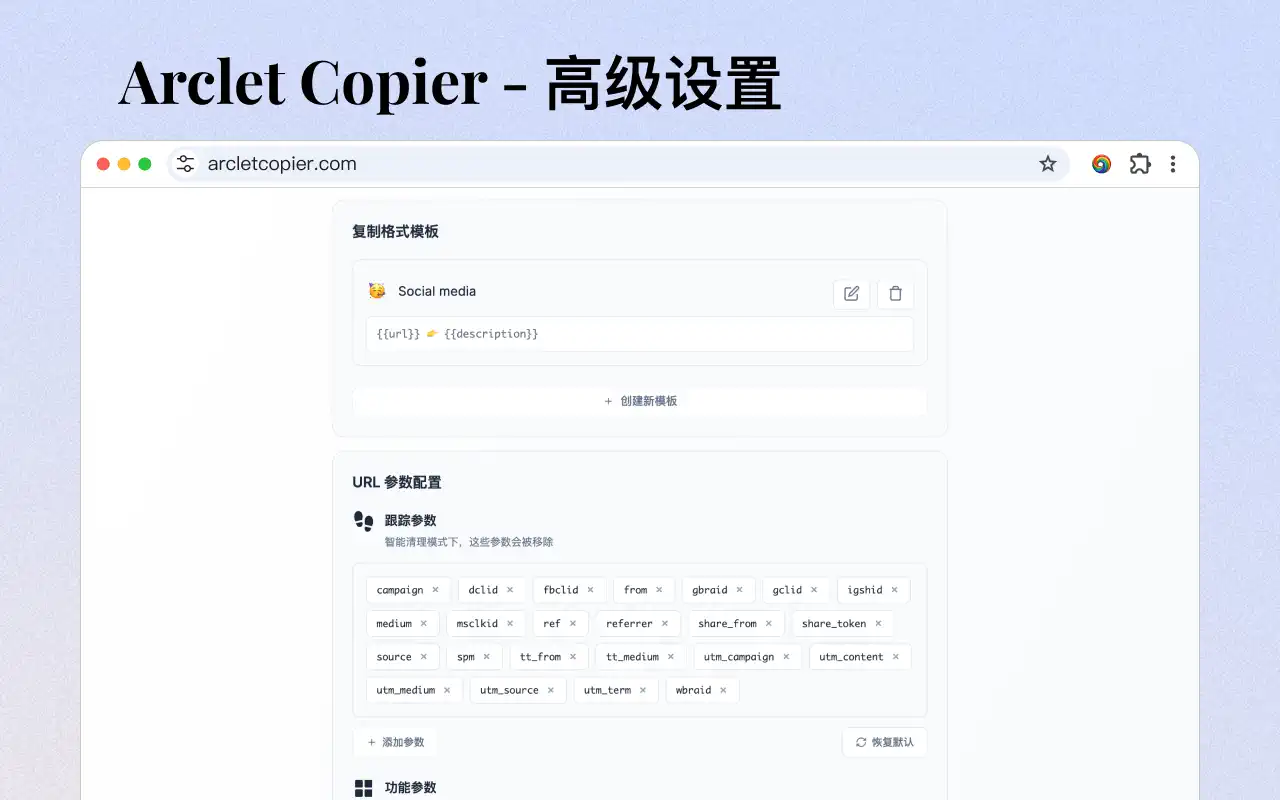 Arclet Copier - 高级设置
arcletcopier.com
复制格式模板
🥳 Social media
{{url}} 👉 {{description}}
+ 创建新模板
URL 参数配置
跟踪参数
智能清理模式下，这些参数会被移除
campaign × dclid × fbclid × from × gbraid × gclid × igshid ×
medium × msclkid × ref × referrer × share_from × share_token ×
source × spm × tt_from × tt_medium × utm_campaign × utm_content ×
utm_medium × utm_source × utm_term × wbraid ×
+ 添加参数 恢复默认
功能参数